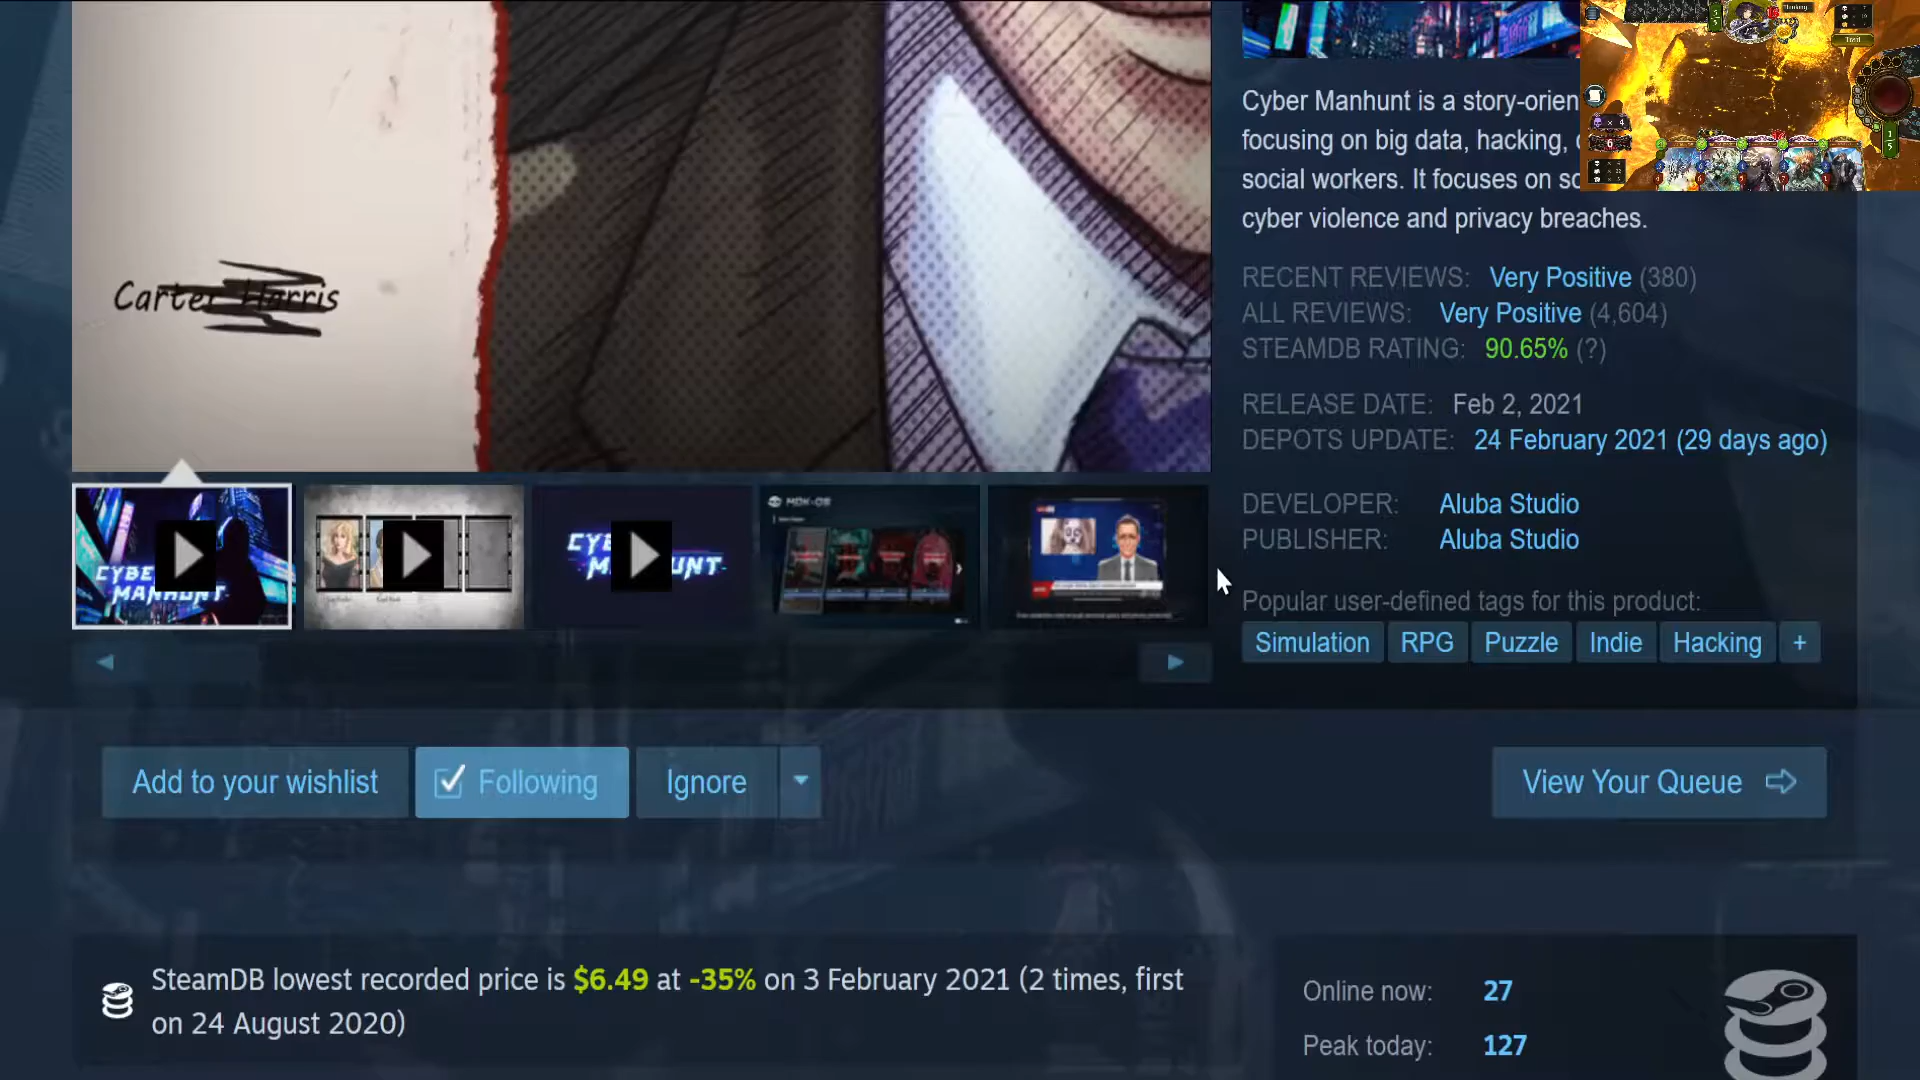 Cyber Manhunt is a story-orien
focusing on big data, hacking,
social workers. It focuses on so
cyber violence and privacy breaches.
RECENT REVIEWS: Very Positive (380)
ALL REVIEWS: Very Positive (4,604)
STEAMDB RATING: 90.65% (?)
RELEASE DATE: Feb 2, 2021
DEPOTS UPDATE: 24 February 2021 (29 days ago)
DEVELOPER: Aluba Studio
PUBLISHER: Aluba Studio
Popular user-defined tags for this product:
Simulation RPG Puzzle Indie Hacking +
Carter Harris
CYBE
MANHUNT
CYBE
M UNT
Add to your wishlist
Following
Ignore
View Your Queue
SteamDB lowest recorded price is $6.49 at -35% on 3 February 2021 (2 times, first
on 24 August 2020)
Online now: 27
Peak today: 127